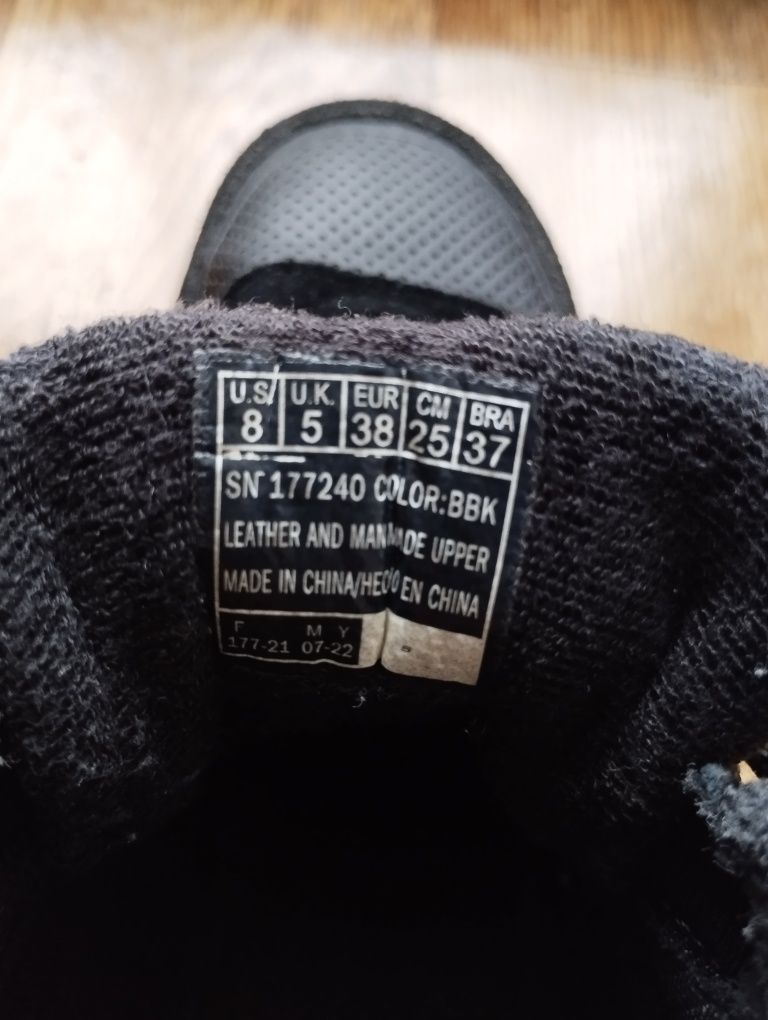 U.S/ U.K. EUR CM BRA
8 5 38 25 37
SN 177240 COLOR:BBK
LEATHER AND MANMADE UPPER
MADE IN CHINA/HECHO EN CHINA
F M Y
177-21 07-22